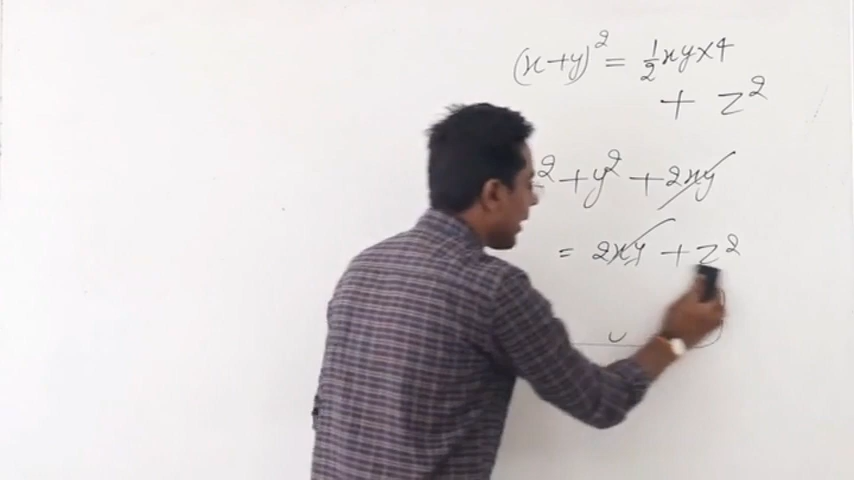 (x+y)² = ½xy×4
+ z²
² + y² + 2xy
= 2xy + z²